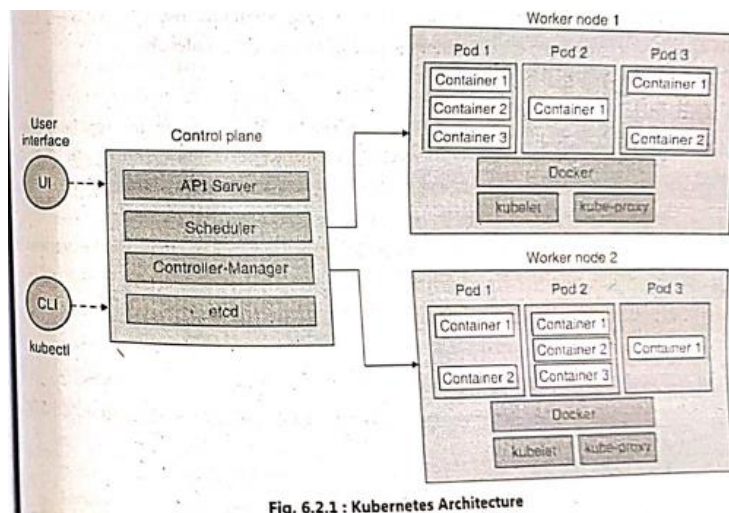 Worker node 1
Pod 1
Pod 2
Pod 3
Container 1
Container 2
Container 3
Container 1
Container 1
Container 2
Docker
kubelet
kube-proxy
User
interface
UI
CLI
kubectl
Control plane
API Server
Scheduler
Controller-Manager
etcd
Worker node 2
Pod 1
Pod 2
Pod 3
Container 1
Container 2
Container 1
Container 2
Container 3
Container 1
Docker
kubelet
kube-proxy
Fig. 6.2.1 : Kubernetes Architecture